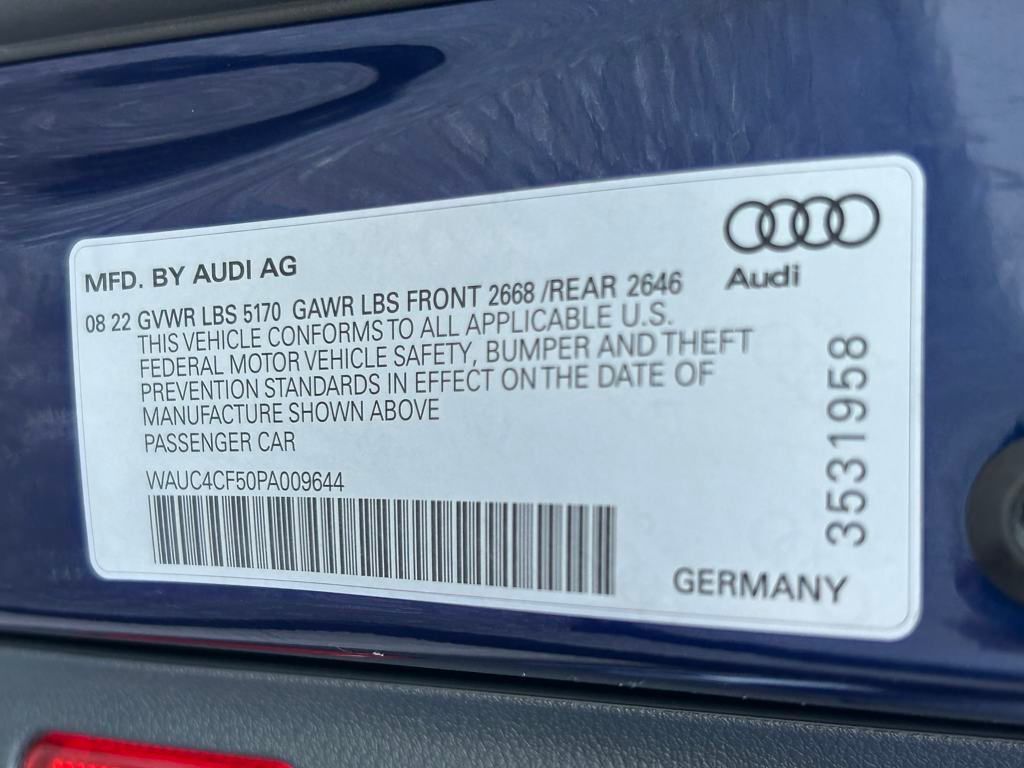 Audi
MFD. BY AUDI AG
08 22 GVWR LBS 5170 GAWR LBS FRONT 2668 /REAR 2646
THIS VEHICLE CONFORMS TO ALL APPLICABLE U.S.
FEDERAL MOTOR VEHICLE SAFETY, BUMPER AND THEFT
PREVENTION STANDARDS IN EFFECT ON THE DATE OF
MANUFACTURE SHOWN ABOVE
PASSENGER CAR
WAUC4CF50PA009644
3531958
GERMANY